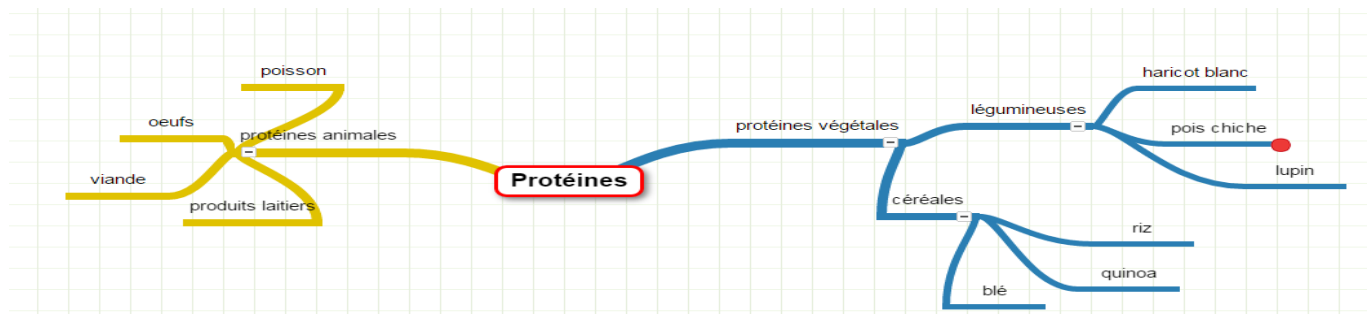 poisson
oeufs
protéines animales
viande
produits laitiers
Protéines
protéines végétales
légumineuses
haricot blanc
pois chiche
lupin
céréales
riz
quinoa
blé